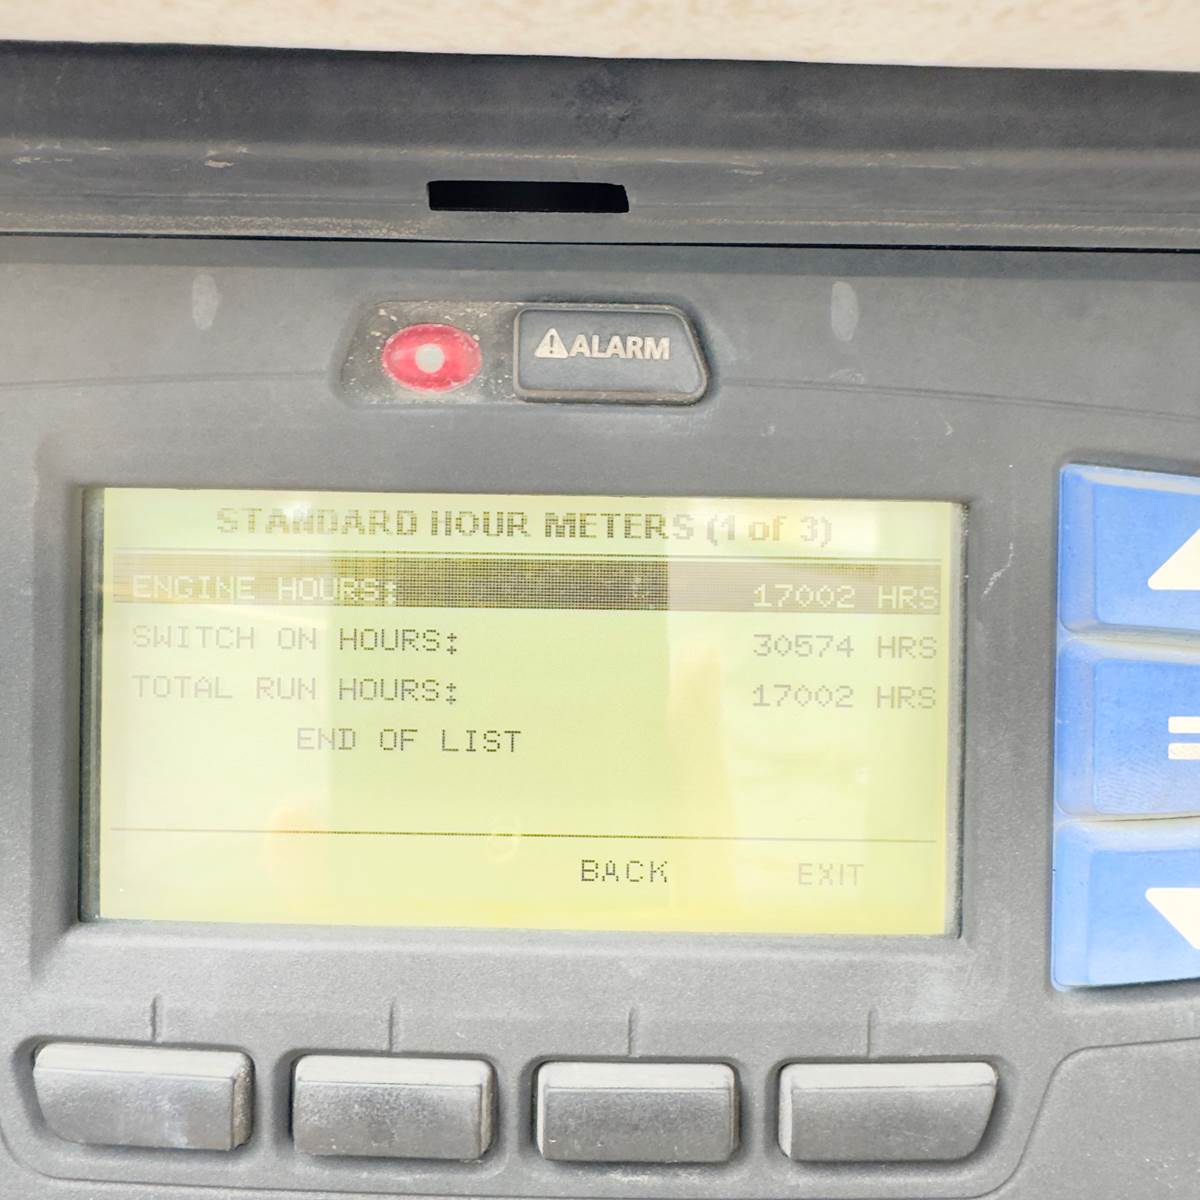 ALARM
STANDARD HOUR METERS (1 of 3)
ENGINE HOURS: 17002 HRS
SWITCH ON HOURS: 30574 HRS
TOTAL RUN HOURS: 17002 HRS
END OF LIST
BACK EXIT